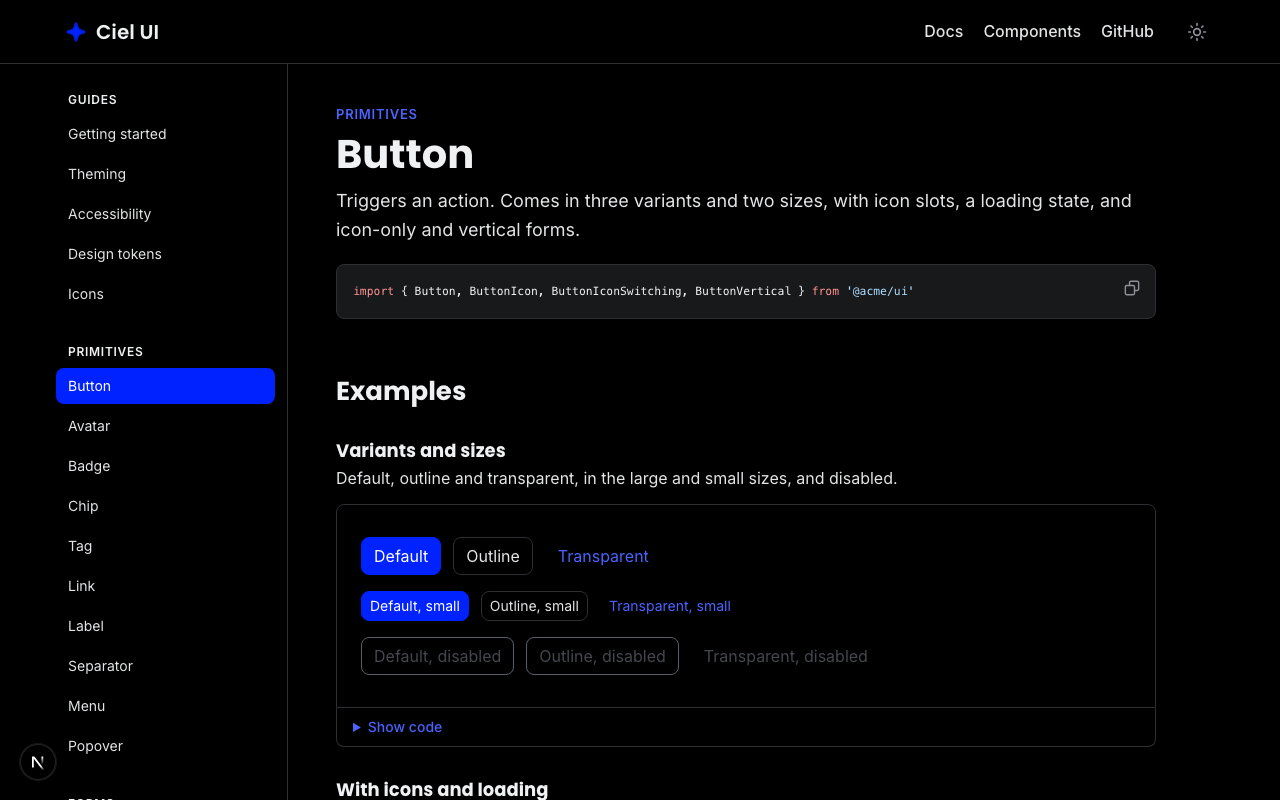 Ciel UI
Docs Components GitHub
GUIDES
Getting started
Theming
Accessibility
Design tokens
Icons
PRIMITIVES
Button
Avatar
Badge
Chip
Tag
Link
Label
Separator
Menu
Popover
N
PRIMITIVES
Button
Triggers an action. Comes in three variants and two sizes, with icon slots, a loading state, and
icon-only and vertical forms.
import { Button, ButtonIcon, ButtonIconSwitching, ButtonVertical } from '@acme/ui'
Examples
Variants and sizes
Default, outline and transparent, in the large and small sizes, and disabled.
Default Outline Transparent
Default, small Outline, small Transparent, small
Default, disabled Outline, disabled Transparent, disabled
Show code
With icons and loading